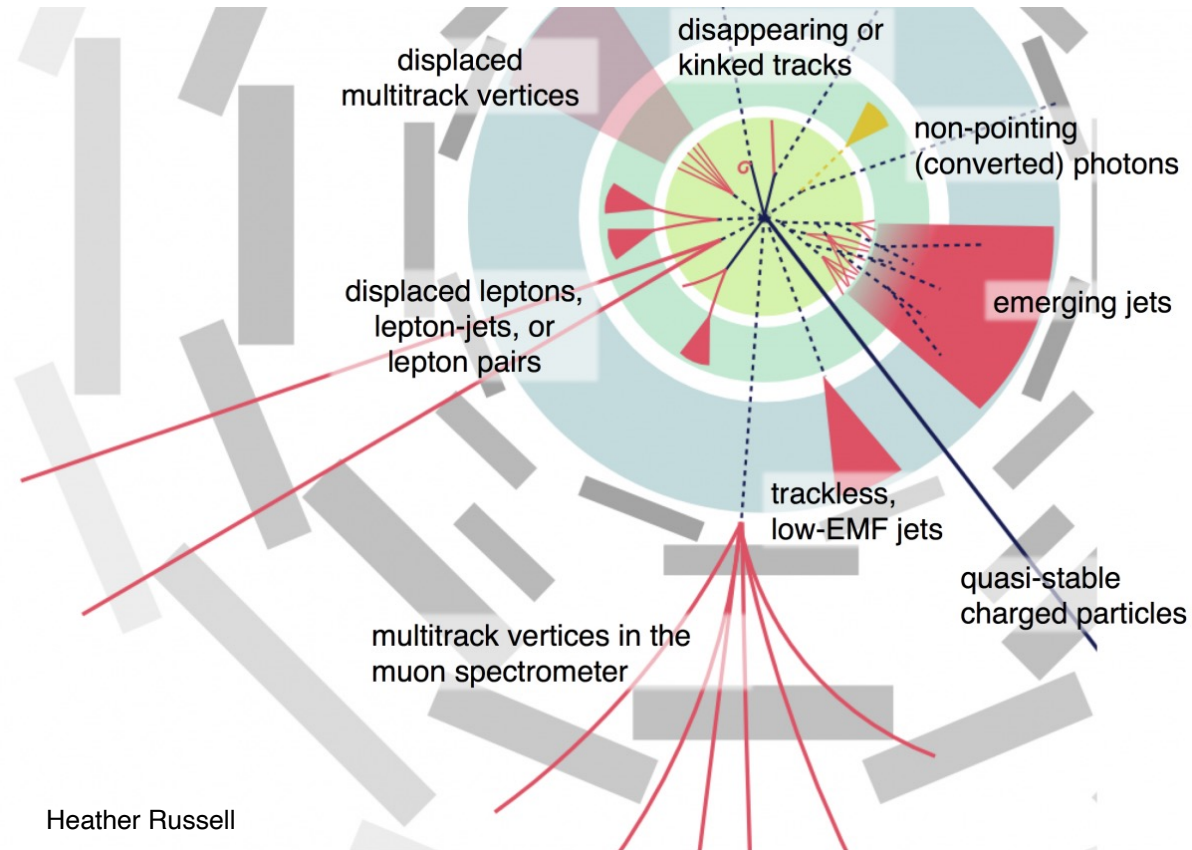 disappearing or
kinked tracks
displaced
multitrack vertices
non-pointing
(converted) photons
displaced leptons,
lepton-jets, or
lepton pairs
emerging jets
trackless,
low-EMF jets
quasi-stable
charged particles
multitrack vertices in the
muon spectrometer
Heather Russell